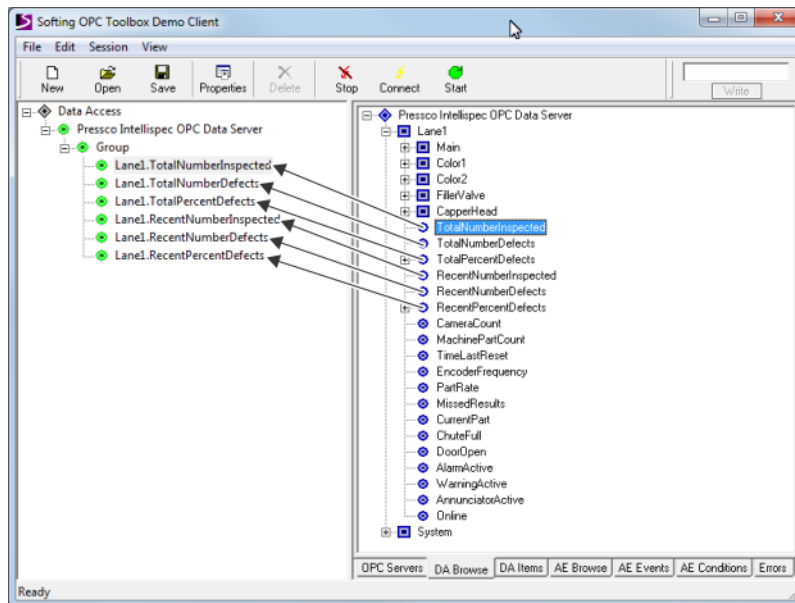 Softing OPC Toolbox Demo Client
File Edit Session View
New Open Save Properties Delete Stop Connect Start Write
Data Access
Pressco Intellispec OPC Data Server
Group
Lane1.TotalNumberInspected
Lane1.TotalNumberDefects
Lane1.TotalPercentDefects
Lane1.RecentNumberInspected
Lane1.RecentNumberDefects
Lane1.RecentPercentDefects
Pressco Intellispec OPC Data Server
Lane1
Main
Color1
Color2
FillerValve
CapperHead
TotalNumberInspected
TotalNumberDefects
TotalPercentDefects
RecentNumberInspected
RecentNumberDefects
RecentPercentDefects
CameraCount
MachinePartCount
TimeLastReset
EncoderFrequency
PartRate
MissedResults
CurrentPart
ChuteFull
DoorOpen
AlarmActive
WarningActive
AnnunciatorActive
Online
System
OPC Servers DA Browse DA Items AE Browse AE Events AE Conditions Errors
Ready